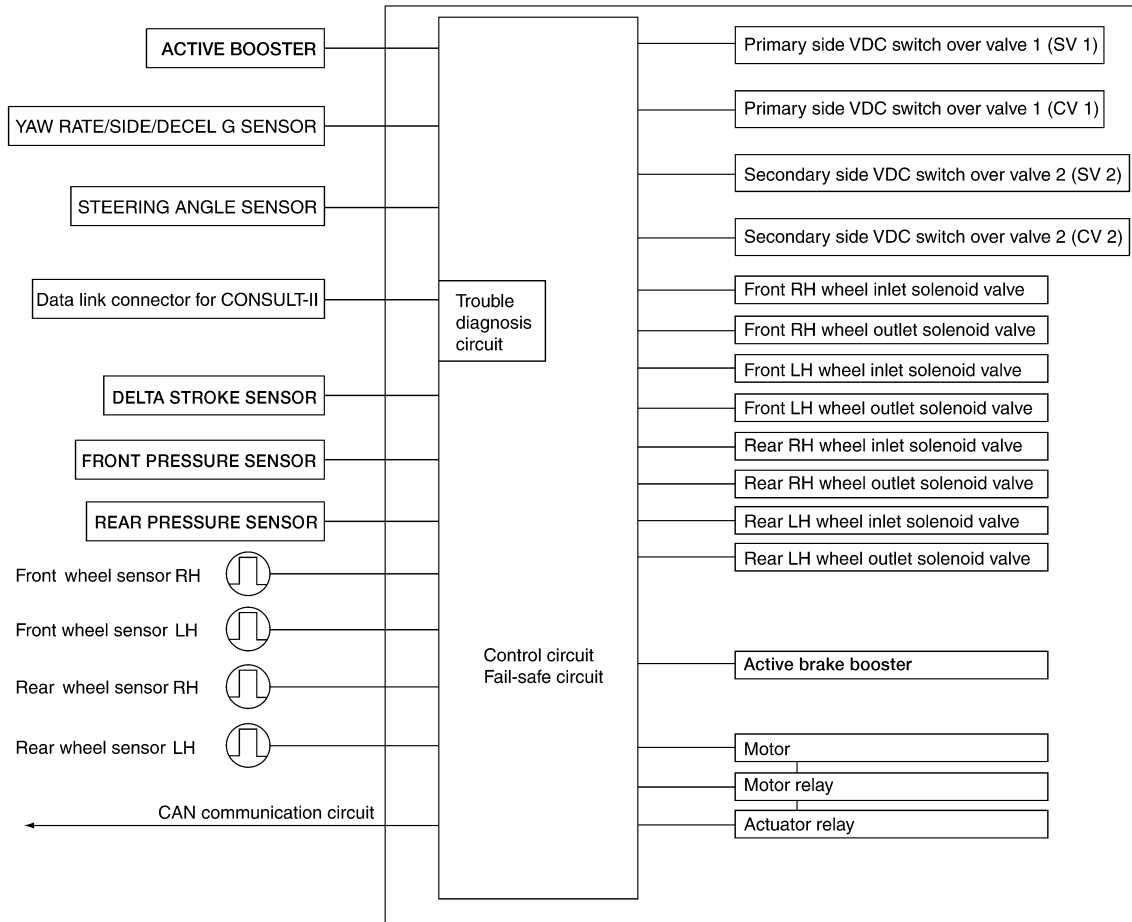 ACTIVE BOOSTER
YAW RATE/SIDE/DECEL G SENSOR
STEERING ANGLE SENSOR
Data link connector for CONSULT-II
DELTA STROKE SENSOR
FRONT PRESSURE SENSOR
REAR PRESSURE SENSOR
Front wheel sensor RH
Front wheel sensor LH
Rear wheel sensor RH
Rear wheel sensor LH
CAN communication circuit
Trouble
diagnosis
circuit
Control circuit
Fail-safe circuit
Primary side VDC switch over valve 1 (SV 1)
Primary side VDC switch over valve 1 (CV 1)
Secondary side VDC switch over valve 2 (SV 2)
Secondary side VDC switch over valve 2 (CV 2)
Front RH wheel inlet solenoid valve
Front RH wheel outlet solenoid valve
Front LH wheel inlet solenoid valve
Front LH wheel outlet solenoid valve
Rear RH wheel inlet solenoid valve
Rear RH wheel outlet solenoid valve
Rear LH wheel inlet solenoid valve
Rear LH wheel outlet solenoid valve
Active brake booster
Motor
Motor relay
Actuator relay